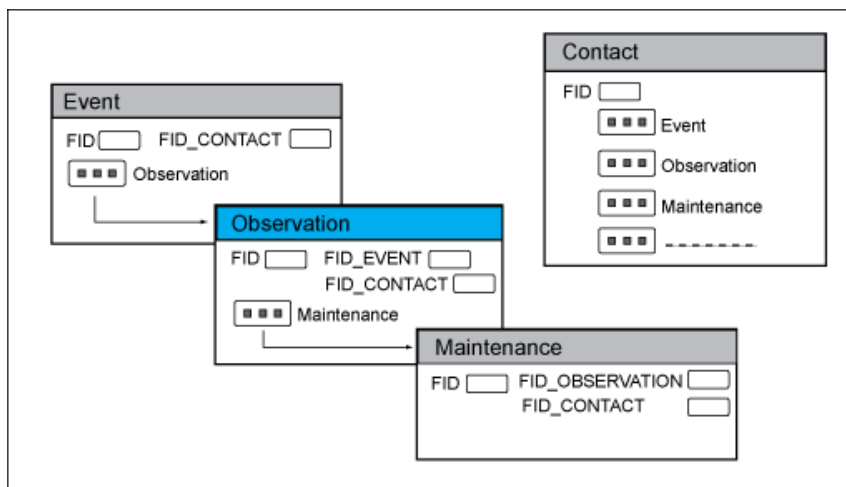 Contact
FID
Event
Observation
Maintenance
Event
FID FID_CONTACT
Observation
Observation
FID FID_EVENT
FID_CONTACT
Maintenance
Maintenance
FID FID_OBSERVATION
FID_CONTACT